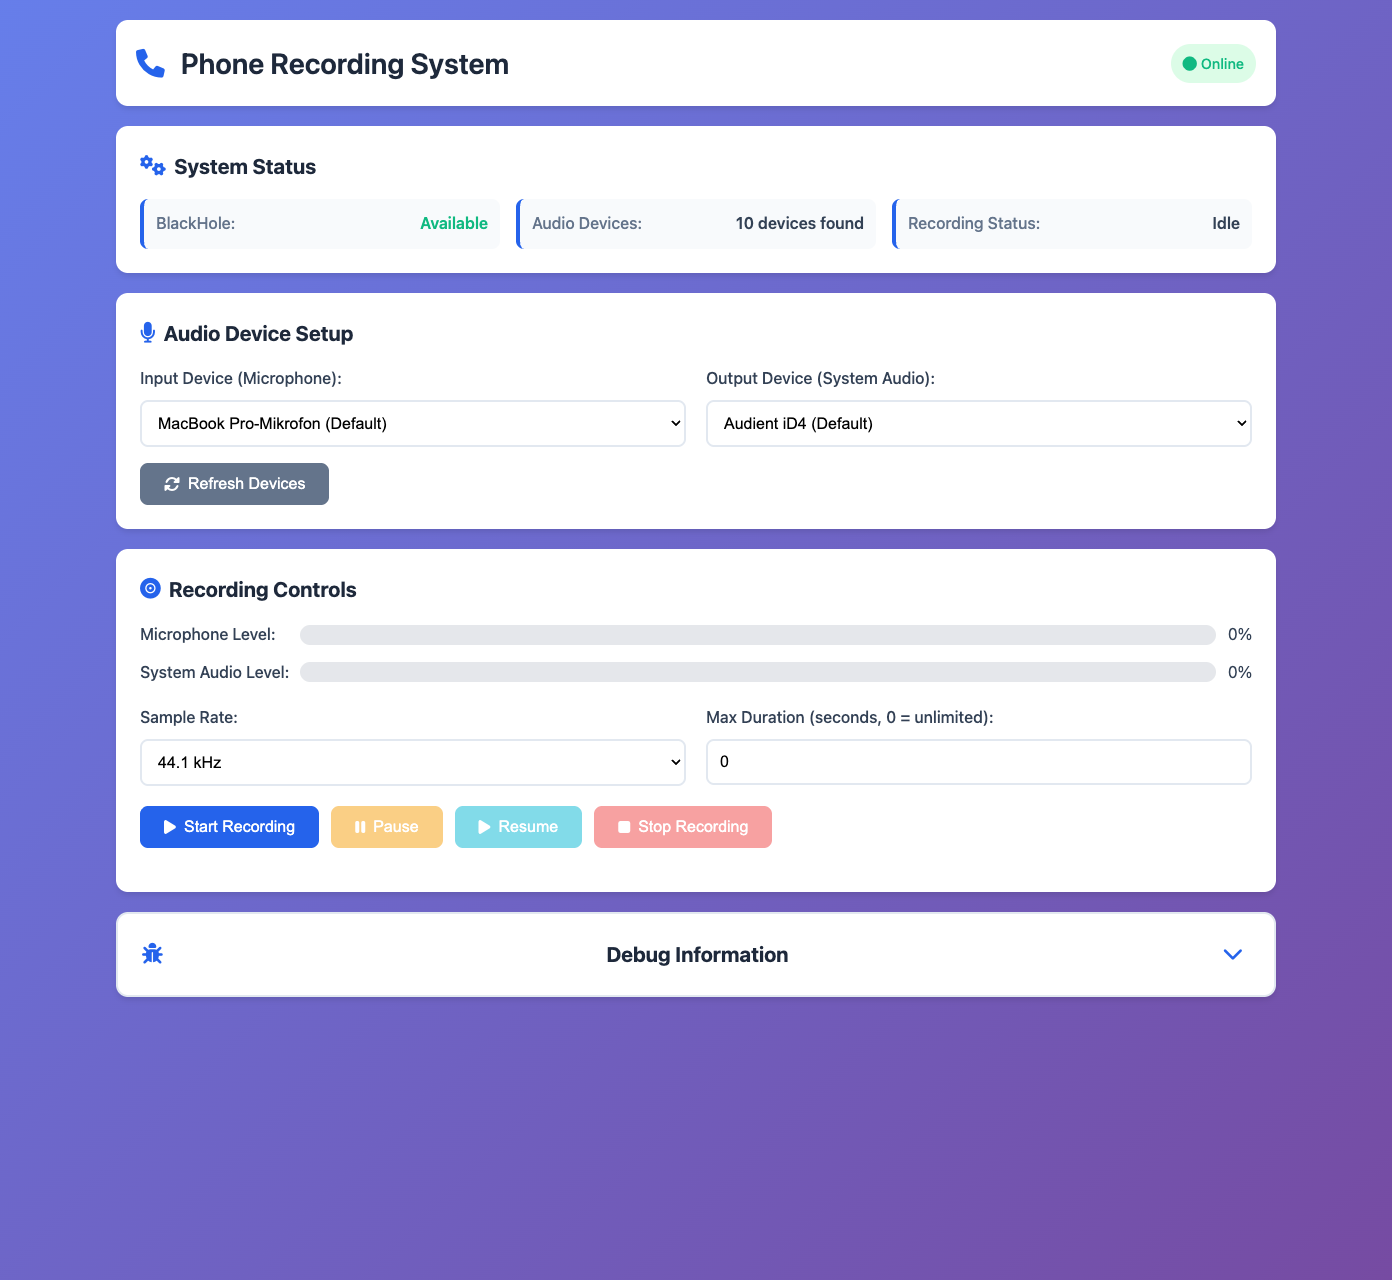 Phone Recording System
Online
System Status
BlackHole: Available
Audio Devices: 10 devices found
Recording Status: Idle
Audio Device Setup
Input Device (Microphone):
MacBook Pro-Mikrofon (Default)
Output Device (System Audio):
Audient iD4 (Default)
Refresh Devices
Recording Controls
Microphone Level: 0%
System Audio Level: 0%
Sample Rate:
44.1 kHz
Max Duration (seconds, 0 = unlimited):
0
Start Recording
Pause
Resume
Stop Recording
Debug Information